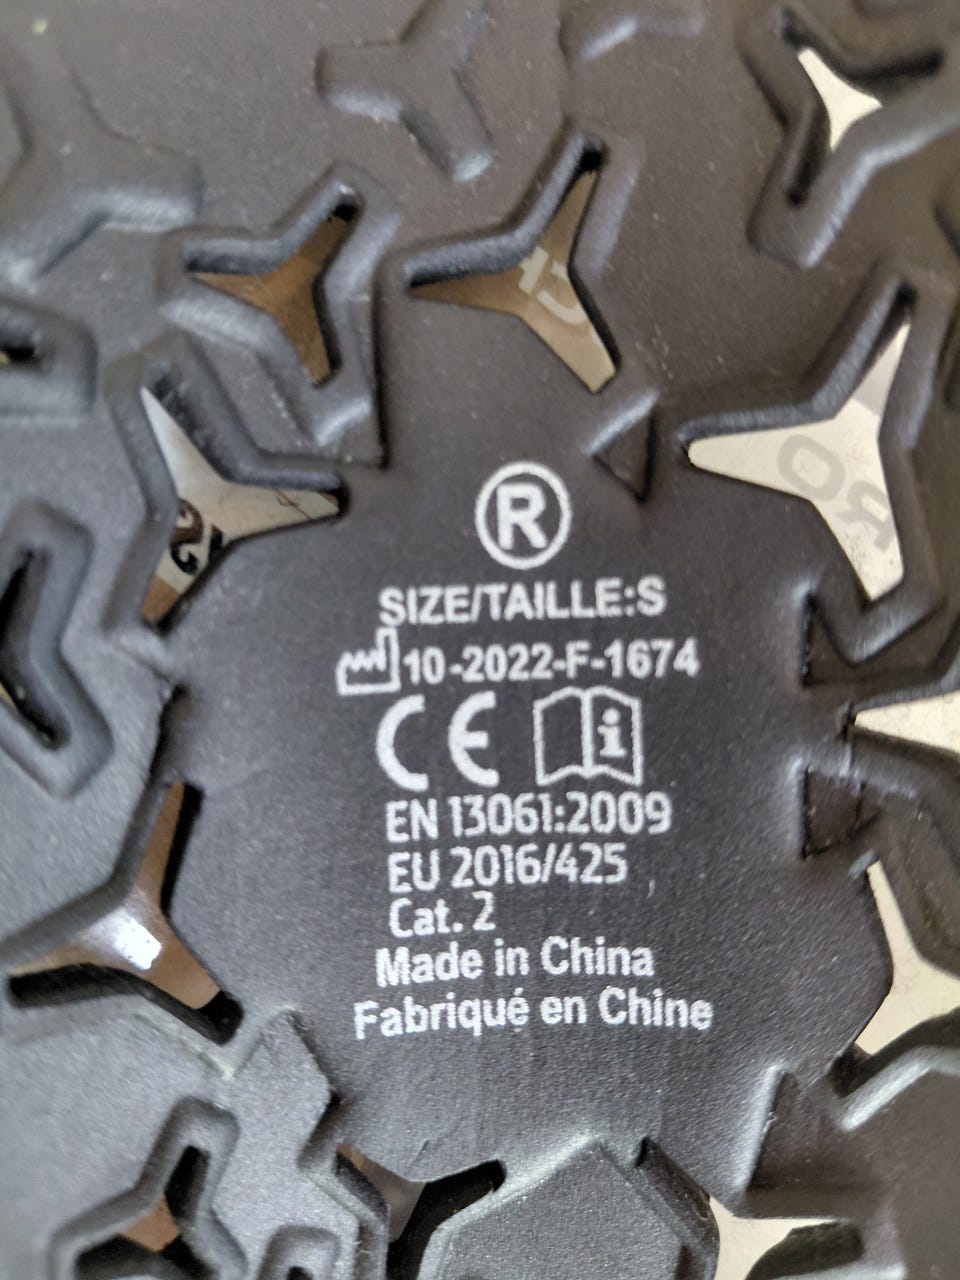 R
SIZE/TAILLE:S
10-2022-F-1674
CE i
EN 13061:2009
EU 2016/425
Cat. 2
Made in China
Fabriqué en Chine